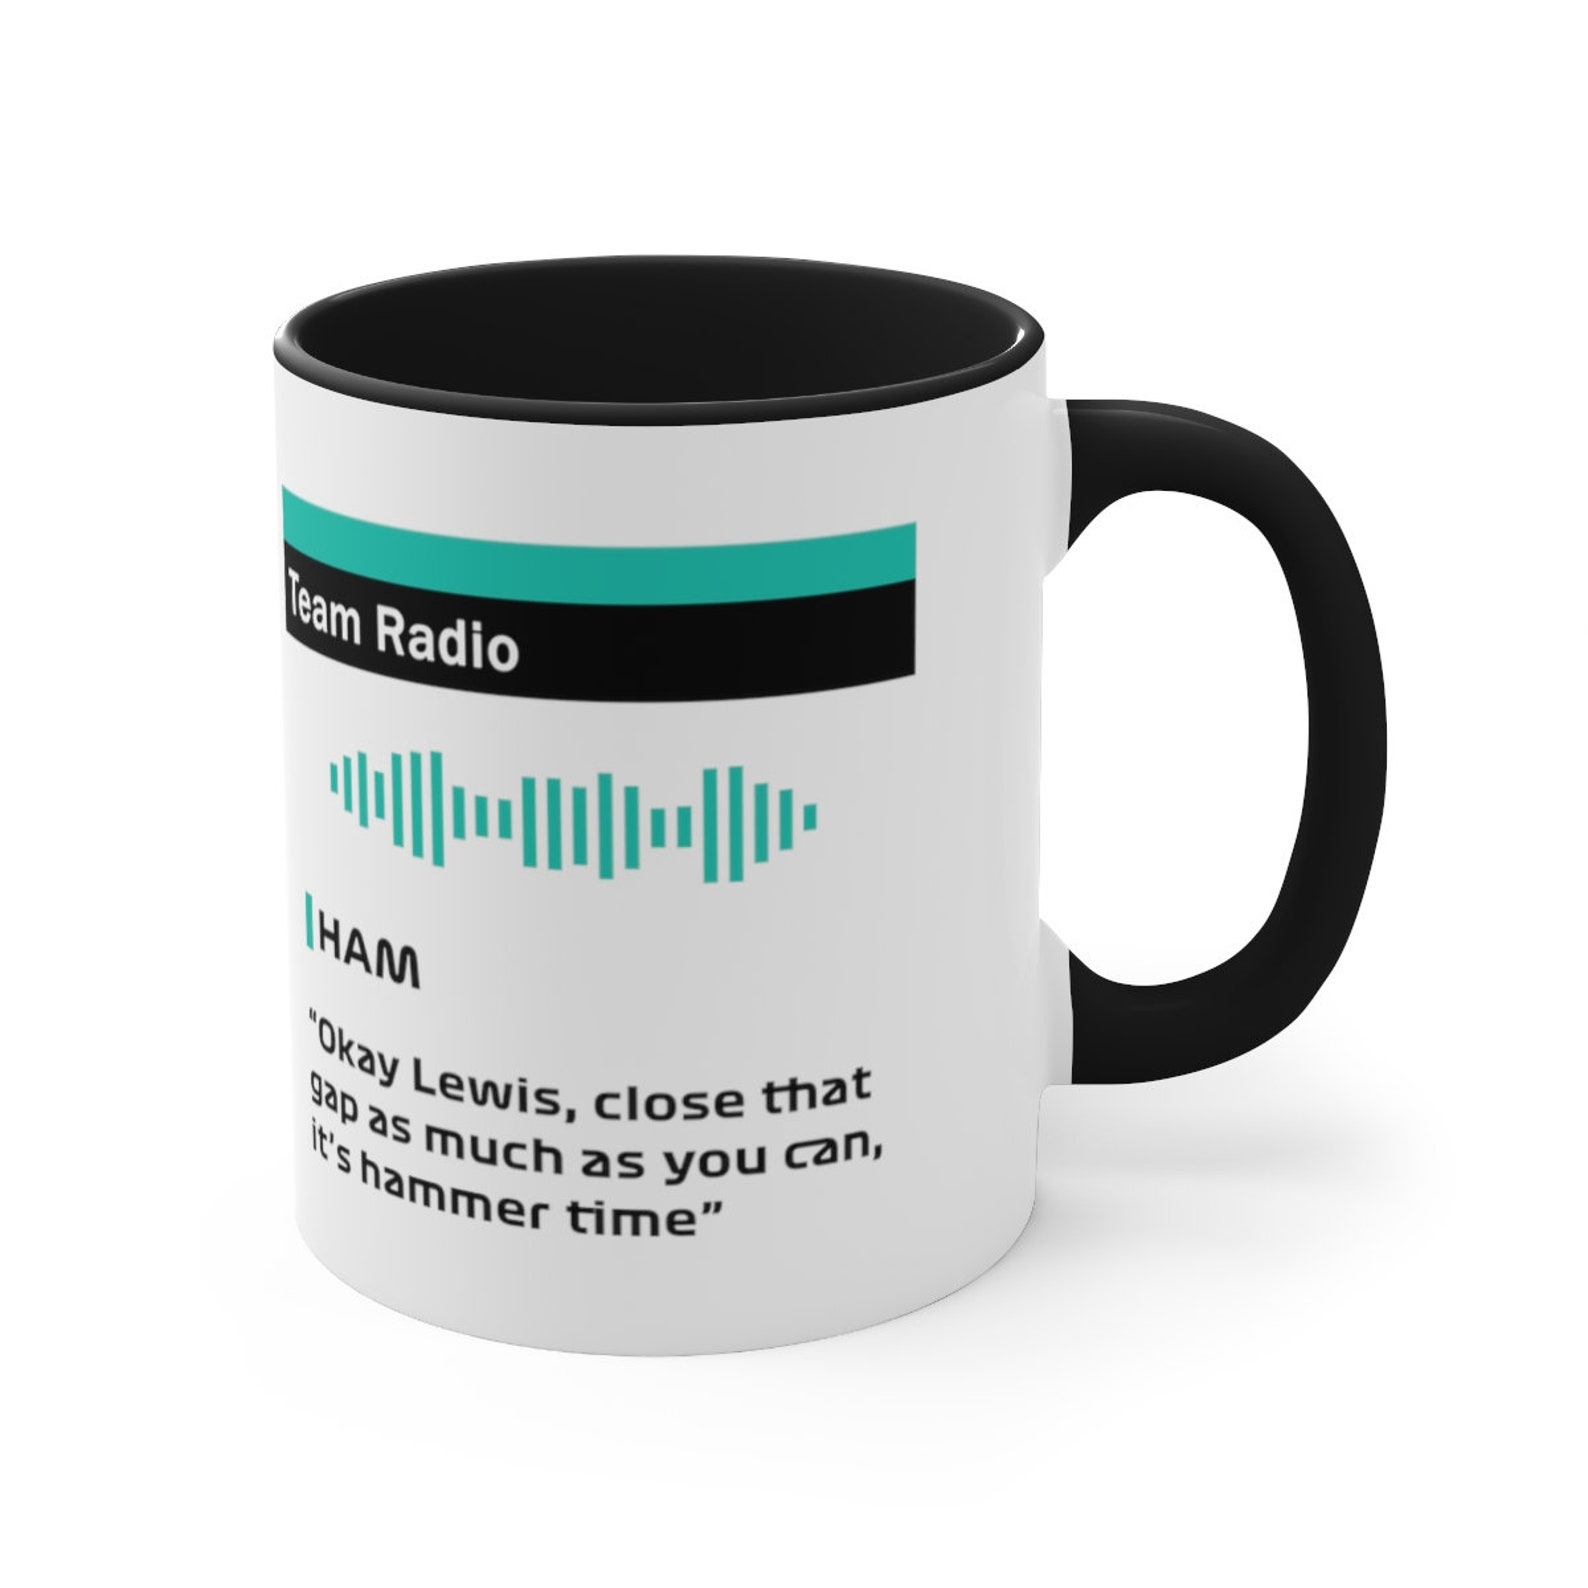 Team Radio
HAM
“Okay Lewis, close that
gap as much as you can,
it’s hammer time”